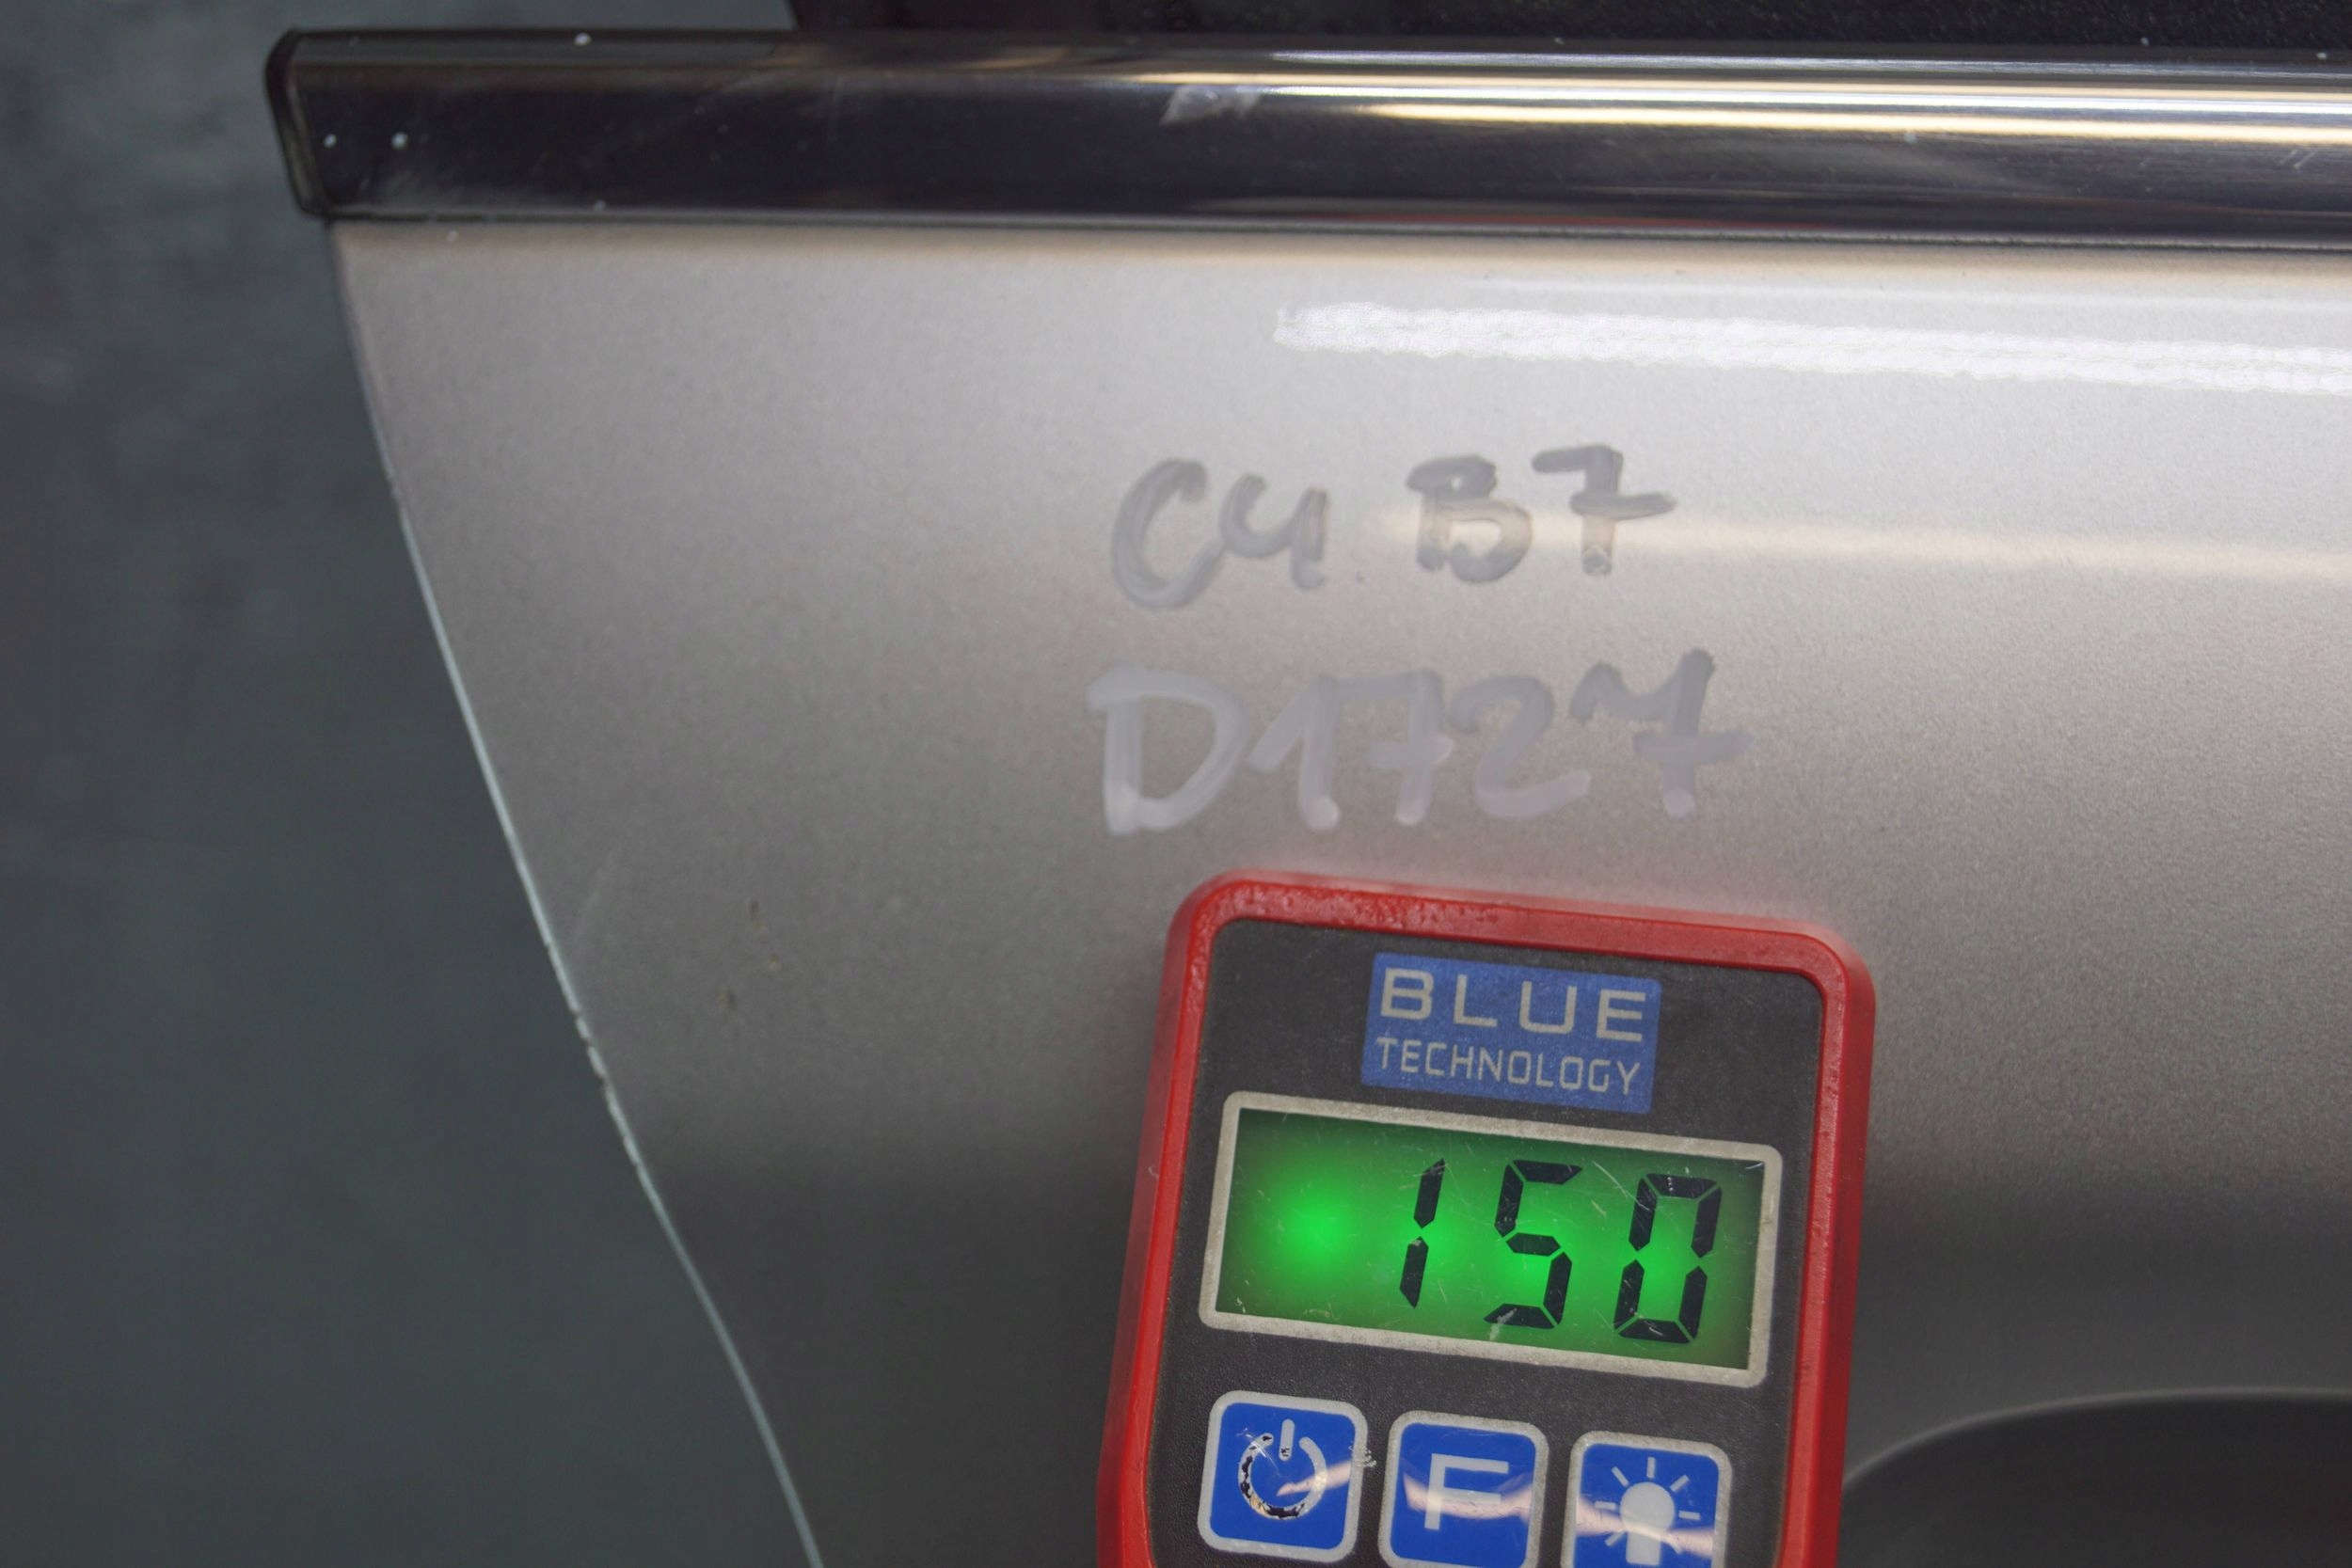 C4 B7
D1727
BLUE
TECHNOLOGY
150
F